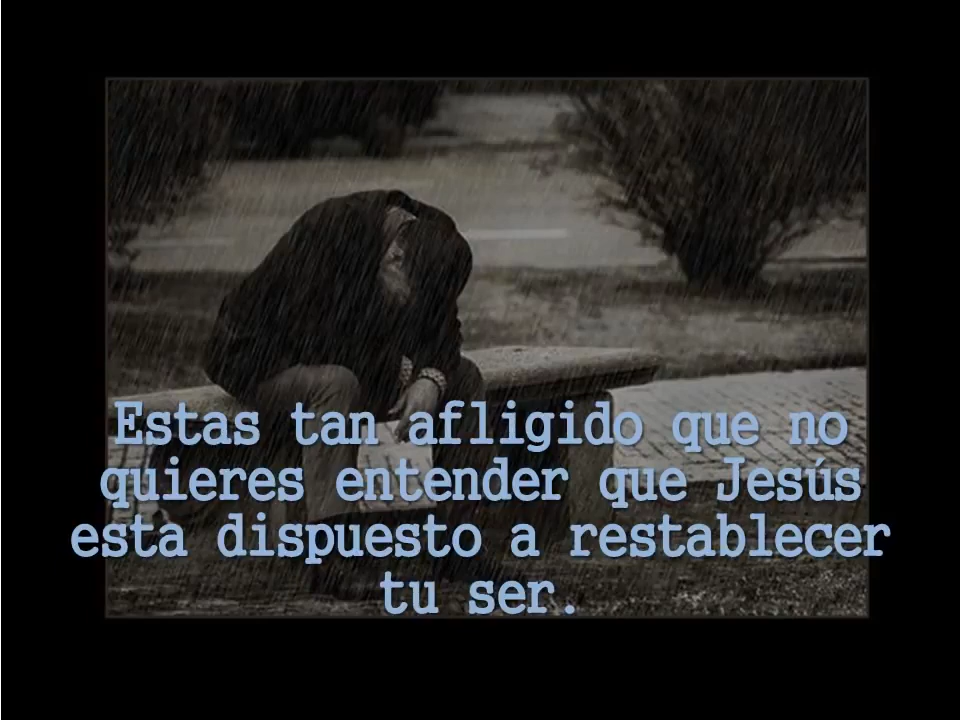 Estas tan afligido que no
quieres entender que Jesús
esta dispuesto a restablecer
tu ser.